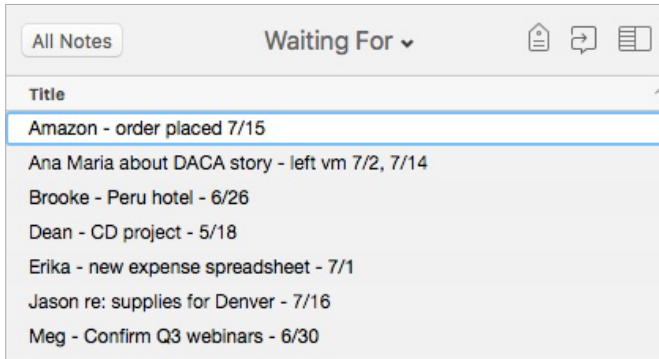 All Notes
Waiting For
Title
Amazon - order placed 7/15
Ana Maria about DACA story - left vm 7/2, 7/14
Brooke - Peru hotel - 6/26
Dean - CD project - 5/18
Erika - new expense spreadsheet - 7/1
Jason re: supplies for Denver - 7/16
Meg - Confirm Q3 webinars - 6/30